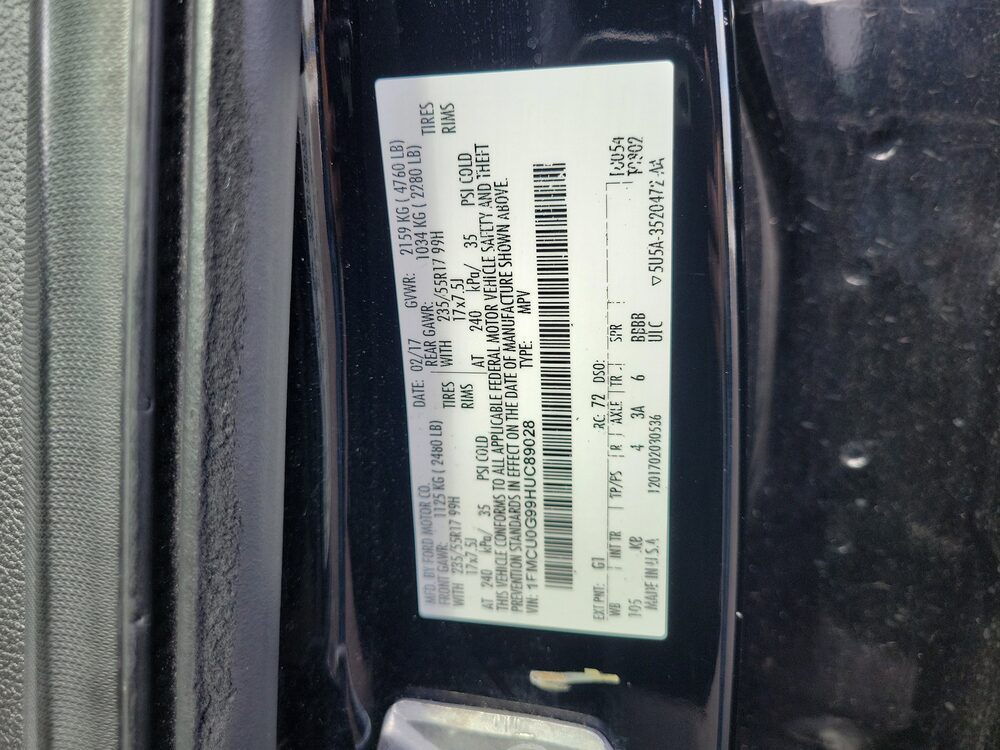 MFD. BY FORD MOTOR CO. DATE: 02/17 GVWR: 2159 KG ( 4760 LB)
FRONT GAWR: 1125 KG ( 2480 LB) REAR GAWR: 1034 KG ( 2280 LB)
WITH 235/55R17 99H TIRES WITH 235/55R17 99H TIRES
17x7.5J RIMS 17x7.5J RIMS
AT 240 kPa/ 35 PSI COLD AT 240 kPa/ 35 PSI COLD
THIS VEHICLE CONFORMS TO ALL APPLICABLE FEDERAL MOTOR VEHICLE SAFETY AND THEFT
PREVENTION STANDARDS IN EFFECT ON THE DATE OF MANUFACTURE SHOWN ABOVE.
VIN: 1FMCU0G99HUC89028 TYPE: MPV
EXT PNT: G1 RC: 72 DSO:
WB INT TR TP/PS R AXLE TR SPR
105 KB 4 3A 6 BBBB
MADE IN U.S.A 1201702030536 UIC
▽5U5A-3520472-AA